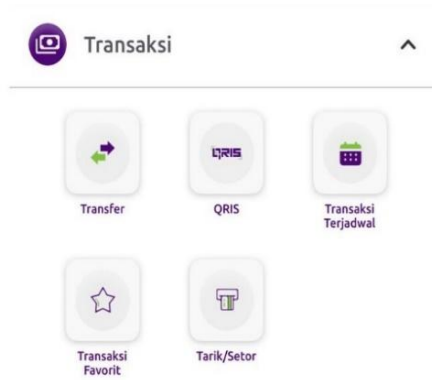 Transaksi
Transfer
QRIS
QRIS
Transaksi
Terjadwal
Transaksi
Favorit
Tarik/Setor